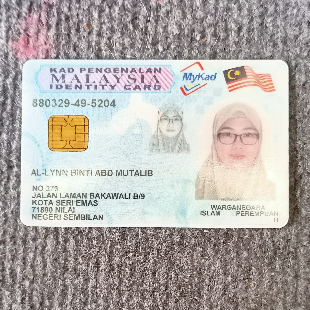 KAD PENGENALAN
MALAYSIA
IDENTITY CARD
MyKad
880329-49-5204
AL-LYNN BINTI ABD MUTALIB
NO 275
JALAN LAMAN BAKAWALI B/9
KOTA SERI EMAS
71800 NILAI
NEGERI SEMBILAN
WARGANEGARA
ISLAM PEREMPUAN
H